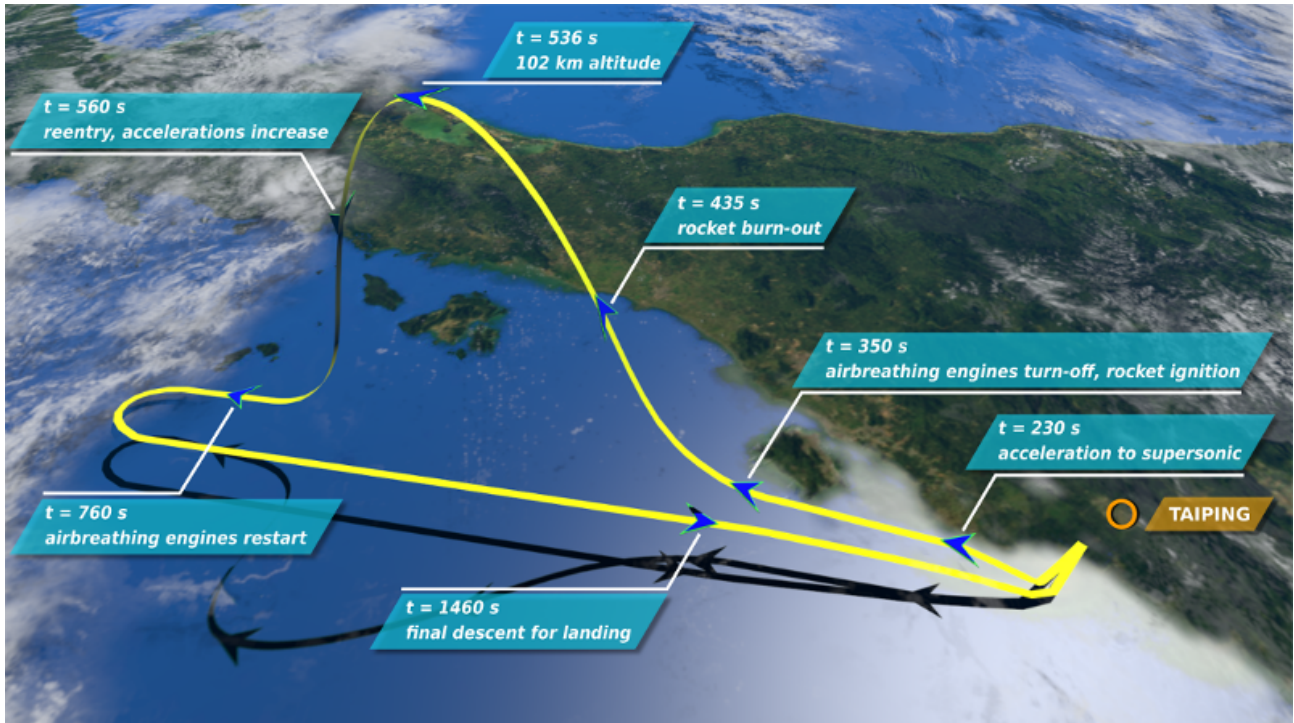 t = 536 s
102 km altitude
t = 560 s
reentry, accelerations increase
t = 435 s
rocket burn-out
t = 350 s
airbreathing engines turn-off, rocket ignition
t = 230 s
acceleration to supersonic
TAIPING
t = 760 s
airbreathing engines restart
t = 1460 s
final descent for landing